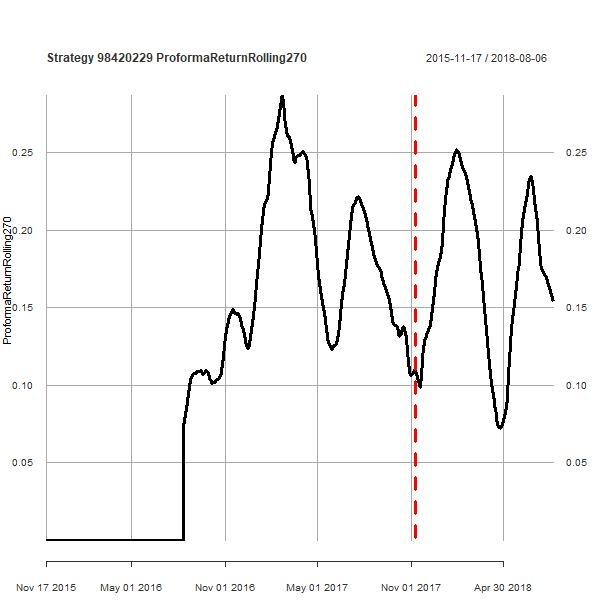 Strategy 98420229 ProformaReturnRolling270
2015-11-17 / 2018-08-06
ProformaReturnRolling270
0.25
0.25
0.20
0.20
0.15
0.15
0.10
0.10
0.05
0.05
Nov 17 2015
May 01 2016
Nov 01 2016
May 01 2017
Nov 01 2017
Apr 30 2018